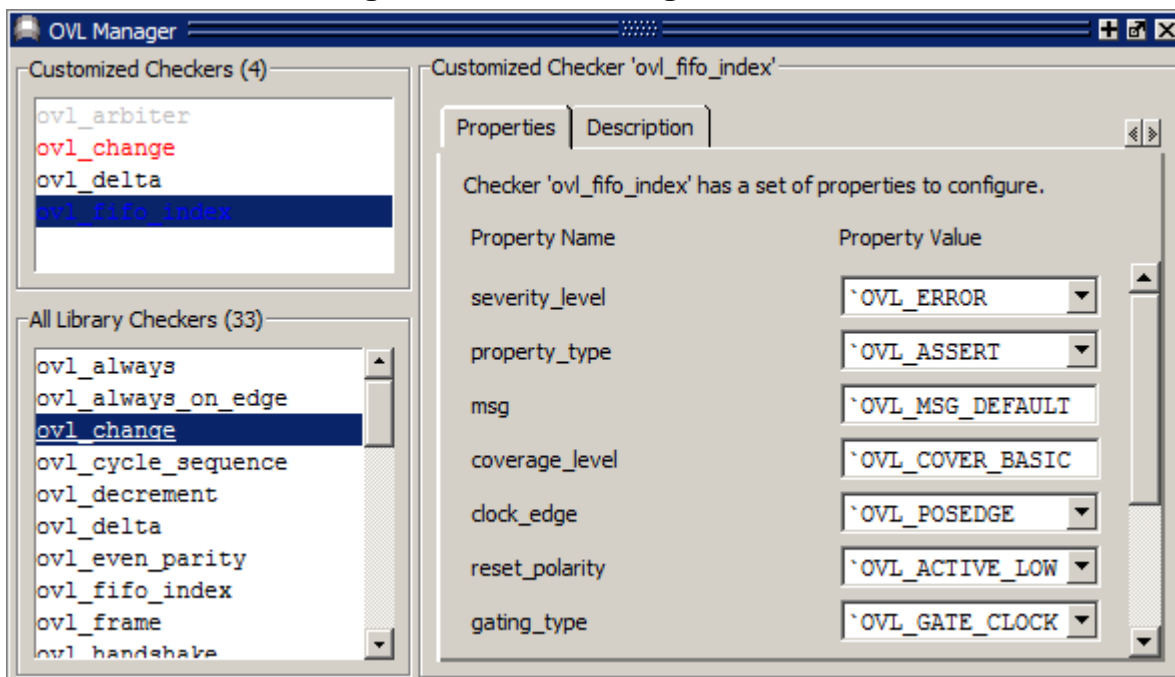 OVL Manager
Customized Checkers (4)
ovl_arbiter
ovl_change
ovl_delta
ovl_fifo_index
All Library Checkers (33)
ovl_always
ovl_always_on_edge
ovl_change
ovl_cycle_sequence
ovl_decrement
ovl_delta
ovl_even_parity
ovl_fifo_index
ovl_frame
ovl_handshake
Customized Checker 'ovl_fifo_index'
Properties Description
Checker 'ovl_fifo_index' has a set of properties to configure.
Property Name Property Value
severity_level `OVL_ERROR
property_type `OVL_ASSERT
msg `OVL_MSG_DEFAULT
coverage_level `OVL_COVER_BASIC
clock_edge `OVL_POSEDGE
reset_polarity `OVL_ACTIVE_LOW
gating_type `OVL_GATE_CLOCK